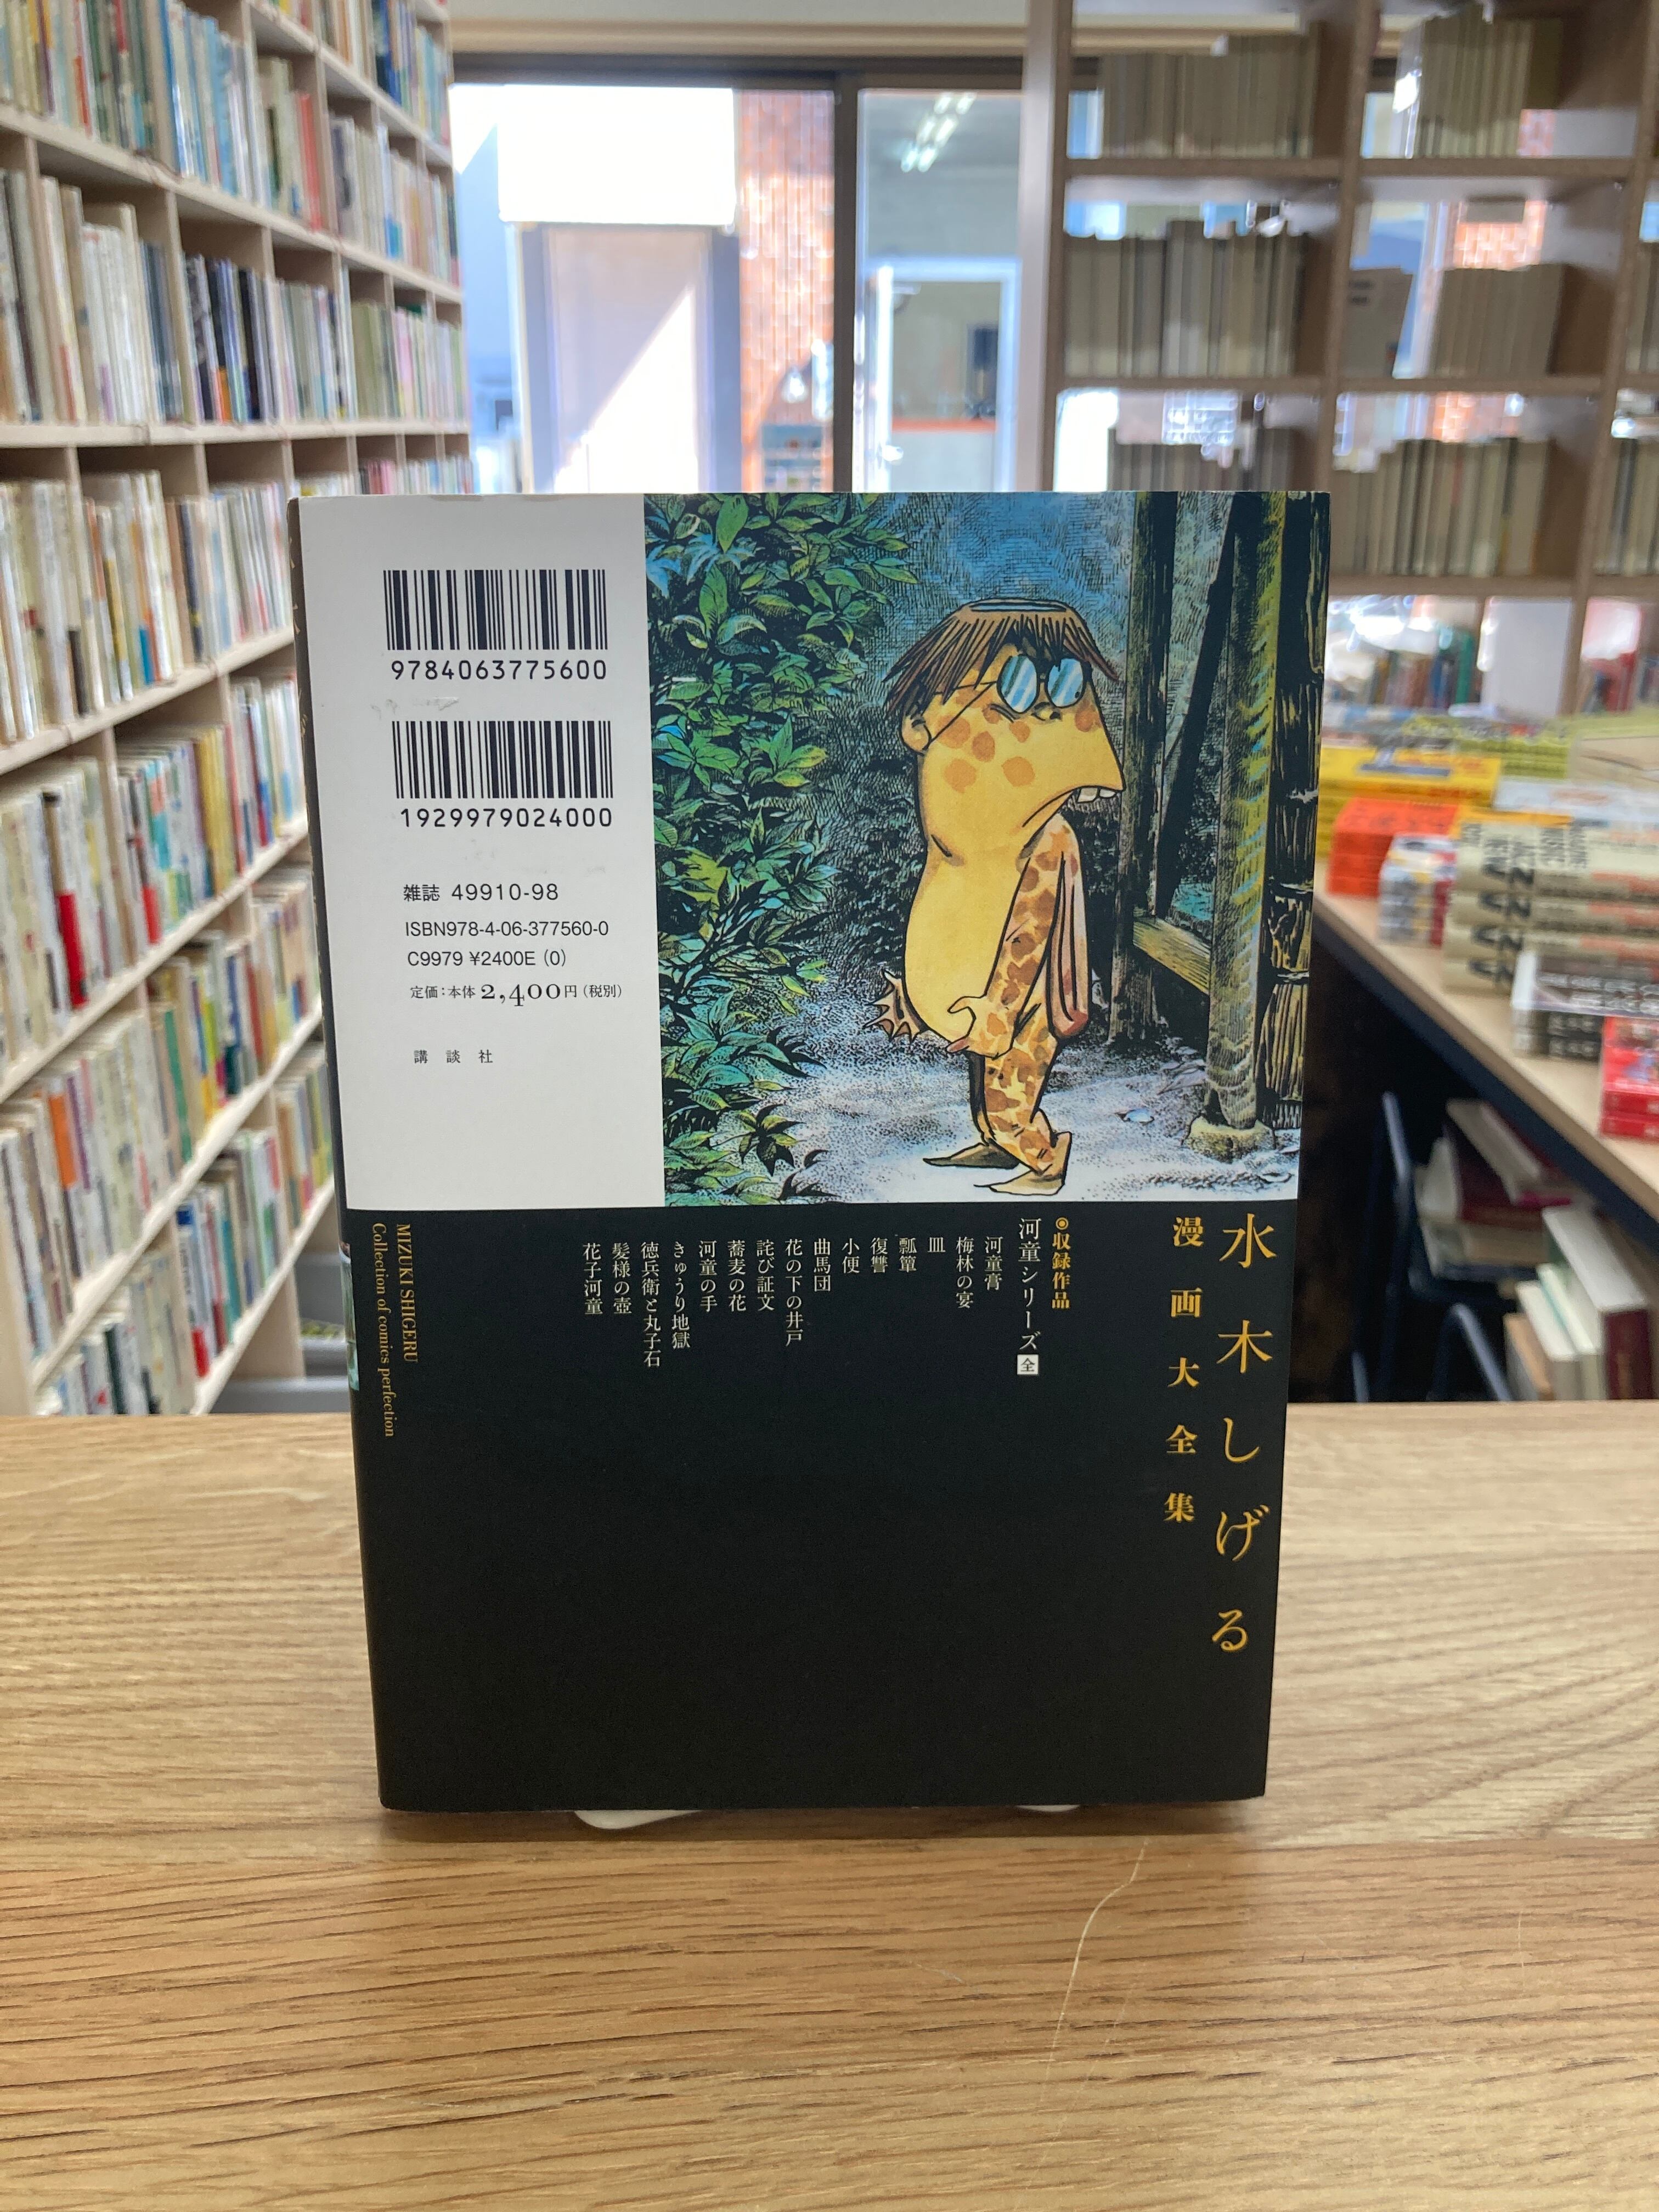 9784063775600
1929979024000
雑誌 49910-98
ISBN978-4-06-377560-0
C9979 ¥2400E (0)
定価：本体2,400円（税別）
講談社
水木しげる
漫画大全集
◉収録作品
河童シリーズ全
河童膏
梅林の宴
皿
瓢簞
復讐
小便
曲馬団
花の下の井戸
詫び証文
蕎麦の花
河童の手
きゅうり地獄
徳兵衛と丸子石
髪様の壺
花子河童
MIZUKI SHIGERU
Collection of comics perfection